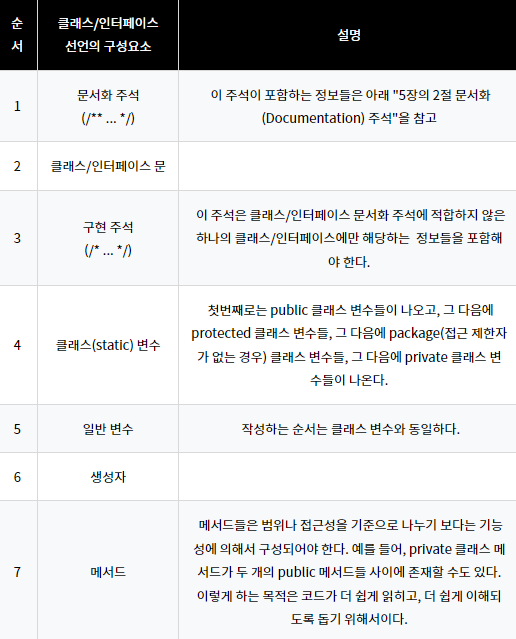 순
서
클래스/인터페이스
선언의 구성요소
설명
1
문서화 주석
(/** ... */)
이 주석이 포함하는 정보들은 아래 "5장의 2절 문서화
(Documentation) 주석"을 참고
2
클래스/인터페이스 문
3
구현 주석
(/* ... */)
이 주석은 클래스/인터페이스 문서화 주석에 적합하지 않은
하나의 클래스/인터페이스에만 해당하는 정보들을 포함해
야 한다.
4
클래스(static) 변수
첫번째로는 public 클래스 변수들이 나오고, 그 다음에
protected 클래스 변수들, 그 다음에 package(접근 제한자
가 없는 경우) 클래스 변수들, 그 다음에 private 클래스 변
수들이 나온다.
5
일반 변수
작성하는 순서는 클래스 변수와 동일하다.
6
생성자
7
메서드
메서드들은 범위나 접근성을 기준으로 나누기 보다는 기능
성에 의해서 구성되어야 한다. 예를 들어, private 클래스 메
서드가 두 개의 public 메서드들 사이에 존재할 수도 있다.
이렇게 하는 목적은 코드가 더 쉽게 읽히고, 더 쉽게 이해되
도록 돕기 위해서이다.